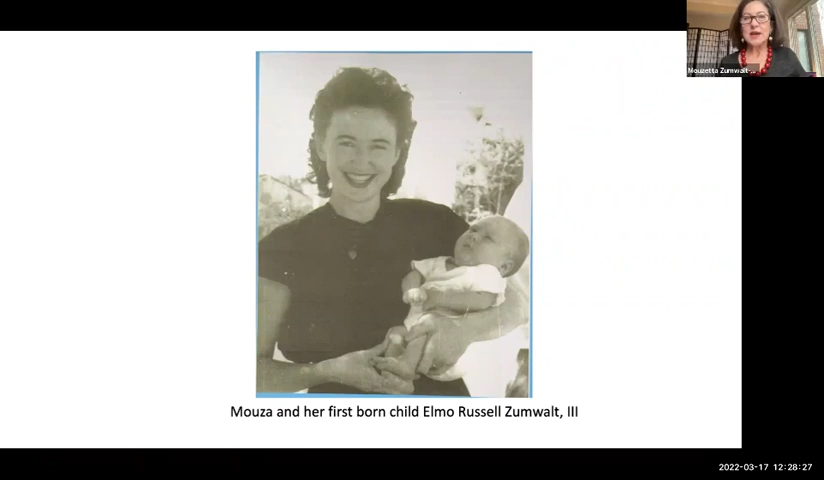 Mouzetta Zumwalt-...
Mouza and her first born child Elmo Russell Zumwalt, III
2022-03-17 12:28:27